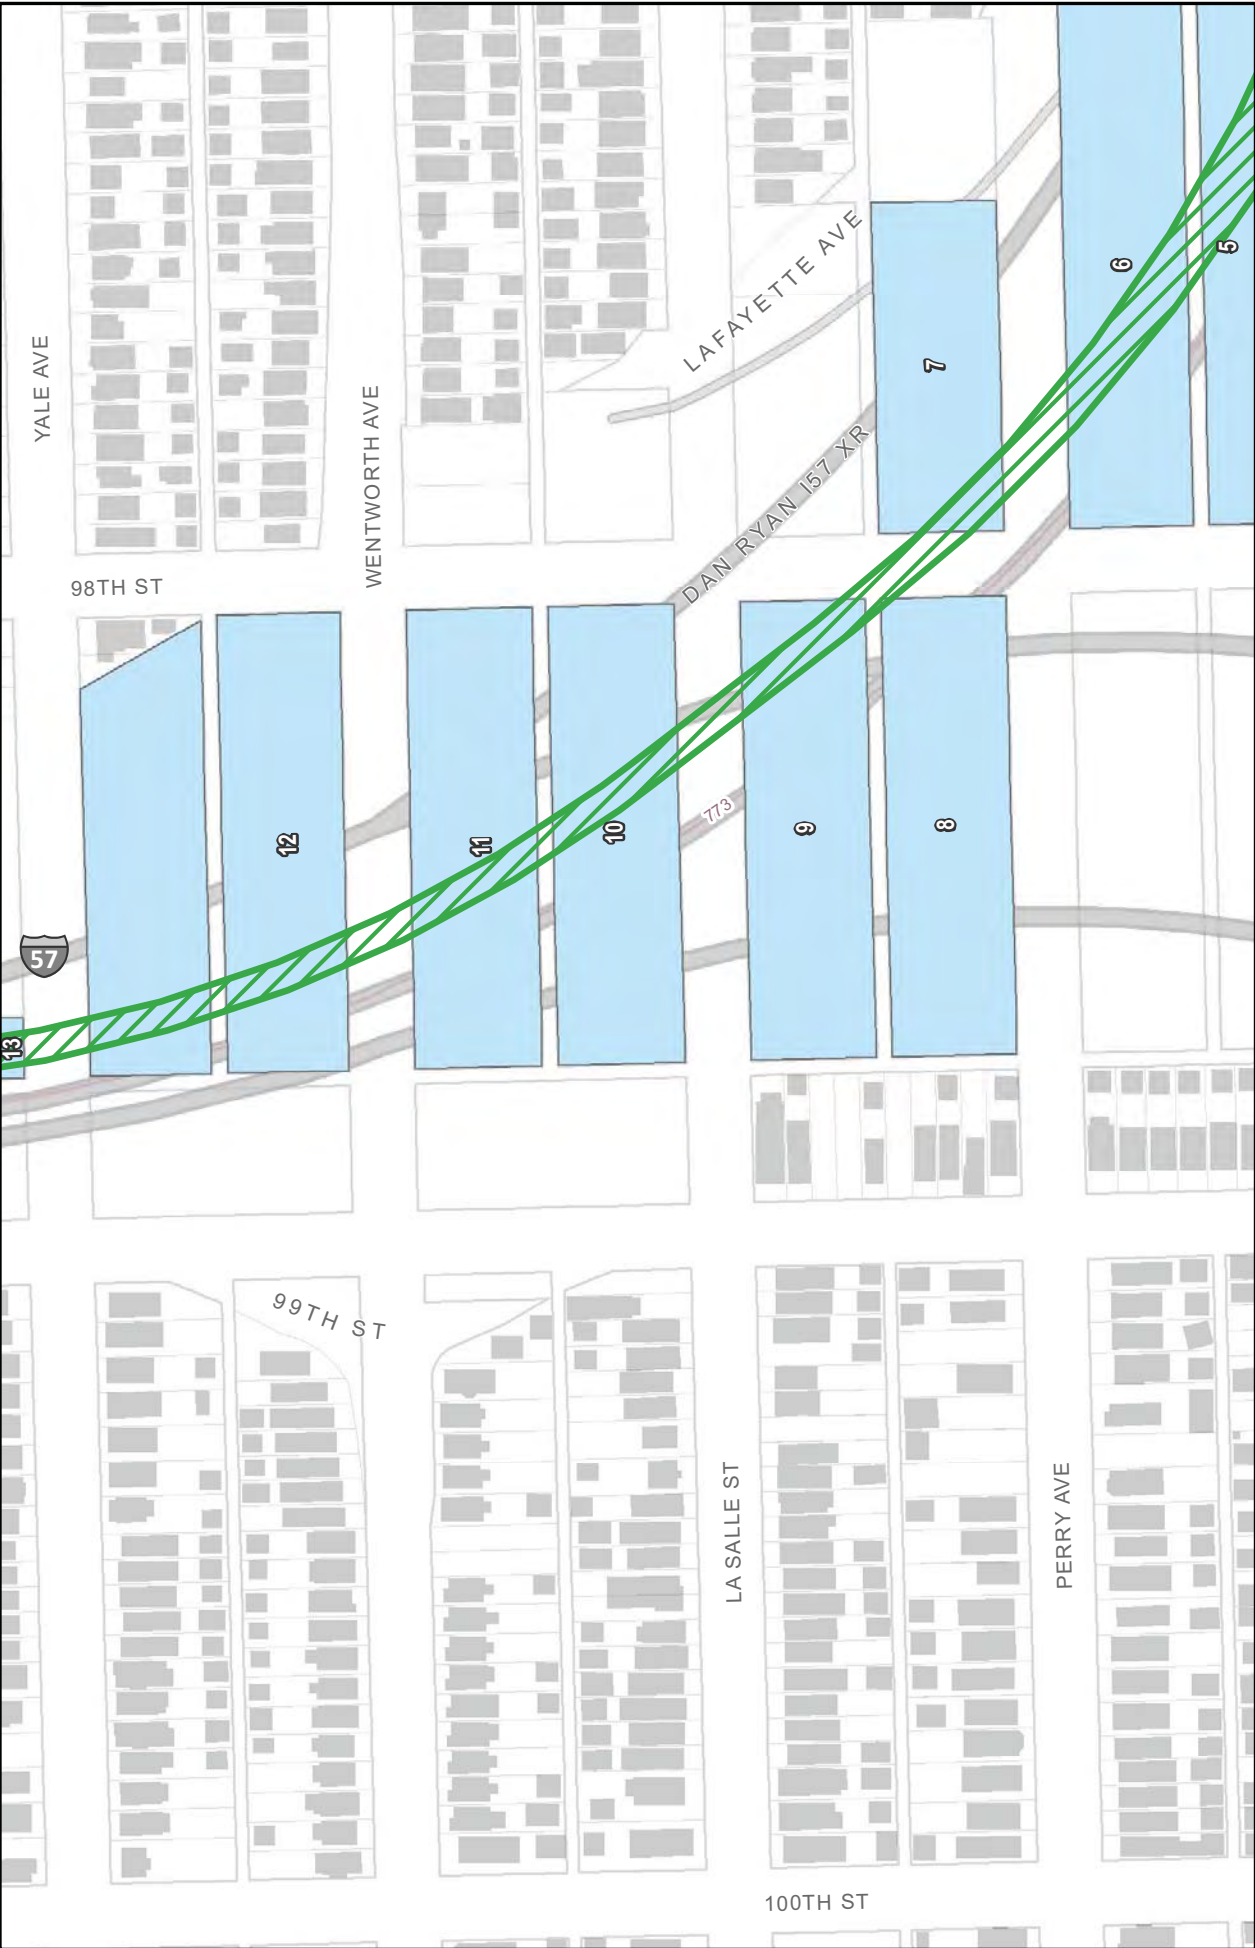 6
5
LAFAYETTE AVE
7
YALE AVE
WENTWORTH AVE
DAN RYAN I57 XR
98TH ST
773
12
11
10
9
8
57
13
99TH ST
LA SALLE ST
PERRY AVE
100TH ST